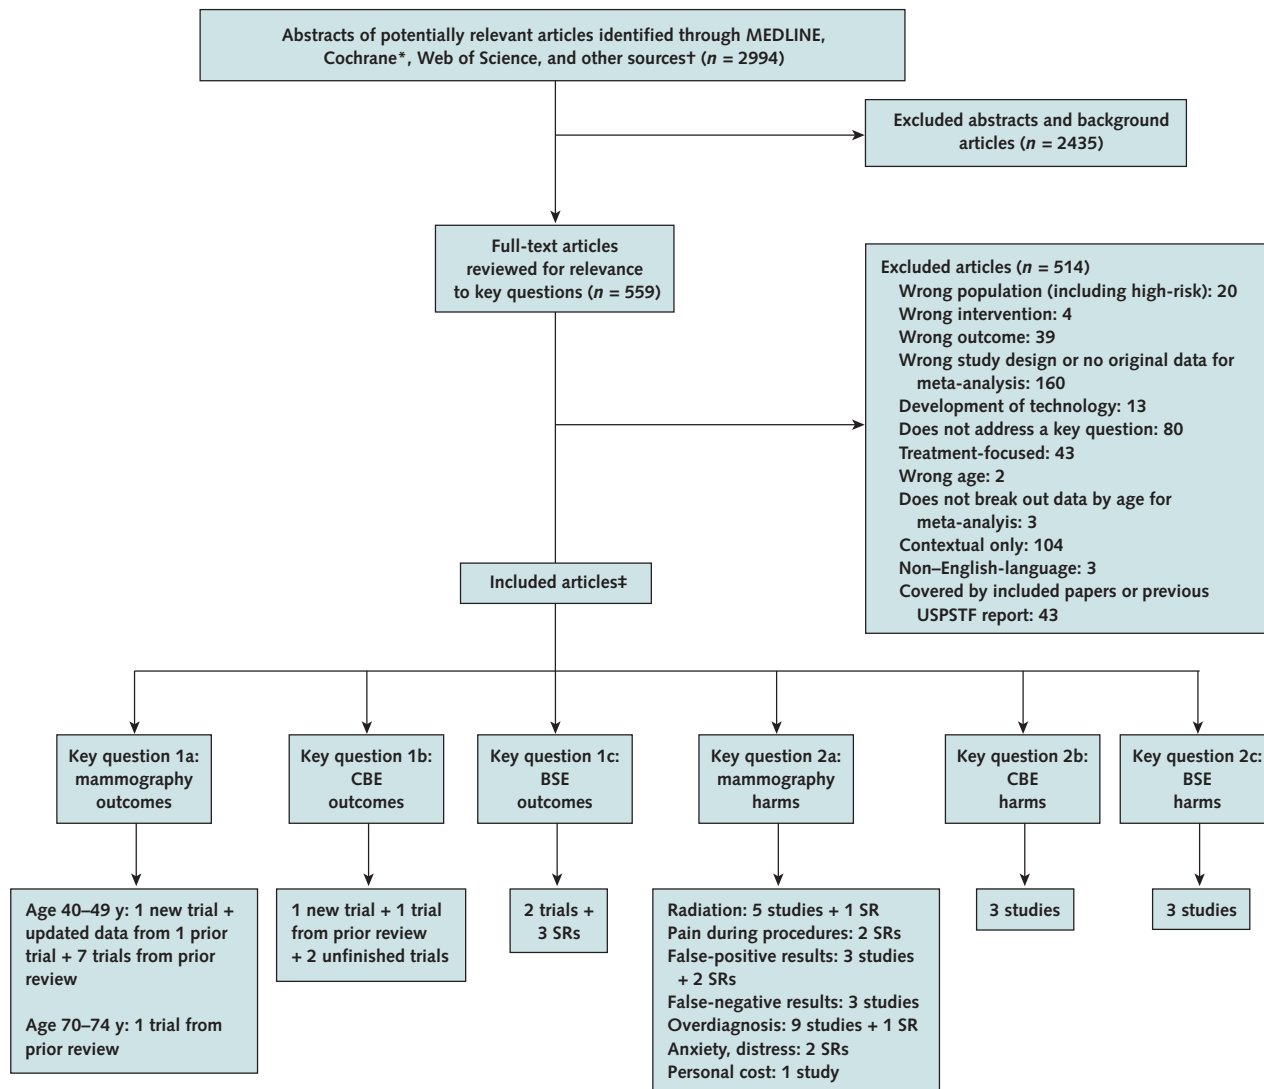 Abstracts of potentially relevant articles identified through MEDLINE,
Cochrane*, Web of Science, and other sources† (n = 2994)
Excluded abstracts and background
articles (n = 2435)
Full-text articles
reviewed for relevance
to key questions (n = 559)
Excluded articles (n = 514)
Wrong population (including high-risk): 20
Wrong intervention: 4
Wrong outcome: 39
Wrong study design or no original data for
meta-analysis: 160
Development of technology: 13
Does not address a key question: 80
Treatment-focused: 43
Wrong age: 2
Does not break out data by age for
meta-analyis: 3
Contextual only: 104
Non–English-language: 3
Covered by included papers or previous
USPSTF report: 43
Included articles‡
Key question 1a:
mammography
outcomes
Key question 1b:
CBE
outcomes
Key question 1c:
BSE
outcomes
Key question 2a:
mammography
harms
Key question 2b:
CBE
harms
Key question 2c:
BSE
harms
Age 40–49 y: 1 new trial +
updated data from 1 prior
trial + 7 trials from prior
review
Age 70–74 y: 1 trial from
prior review
1 new trial + 1 trial
from prior review
+ 2 unfinished trials
2 trials +
3 SRs
Radiation: 5 studies + 1 SR
Pain during procedures: 2 SRs
False-positive results: 3 studies
+ 2 SRs
False-negative results: 3 studies
Overdiagnosis: 9 studies + 1 SR
Anxiety, distress: 2 SRs
Personal cost: 1 study
3 studies
3 studies